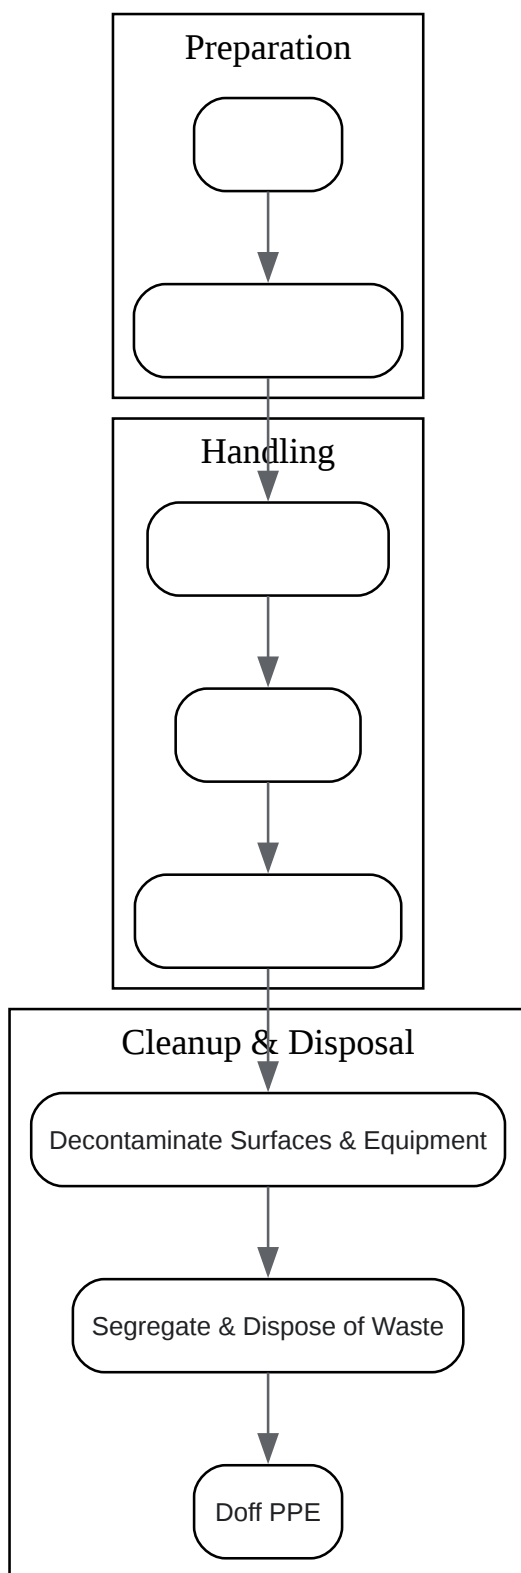 Preparation
Handling
Cleanup & Disposal
Decontaminate Surfaces & Equipment
Segregate & Dispose of Waste
Doff PPE